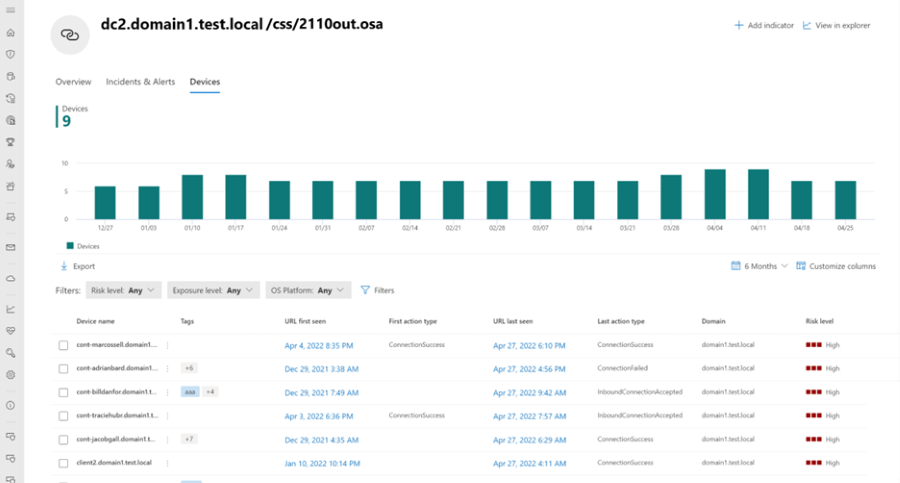 dc2.domain1.test.local /css/2110out.osa
Add indicator View in explorer
Overview Incidents & Alerts Devices
Devices
9
10
5
0
12/27 01/03 01/10 01/17 01/24 01/31 02/07 02/14 02/21 02/28 03/07 03/14 03/21 03/28 04/04 04/11 04/18 04/25
Devices
Export 6 Months Customize columns
Filters: Risk level: Any Exposure level: Any OS Platform: Any Filters
Device name Tags URL first seen First action type URL last seen Last action type Domain Risk level
cont-marcossell.domain1... Apr 4, 2022 8:35 PM ConnectionSuccess Apr 27, 2022 6:10 PM ConnectionSuccess domain1.test.local High
cont-adrianbard.domain1... +6 Dec 29, 2021 3:38 AM Apr 27, 2022 4:56 PM ConnectionFailed domain1.test.local High
cont-billdanfor.domain1.t... aaa +4 Dec 29, 2021 7:49 AM Apr 27, 2022 9:42 AM InboundConnectionAccepted domain1.test.local High
cont-traciehubr.domain1.t... Apr 3, 2022 6:36 PM ConnectionSuccess Apr 27, 2022 7:57 AM InboundConnectionAccepted domain1.test.local High
cont-jacobgall.domain1.t... +7 Dec 29, 2021 4:35 AM Apr 27, 2022 6:29 AM ConnectionSuccess domain1.test.local High
client2.domain1.test.local Jan 10, 2022 10:14 PM Apr 27, 2022 4:11 AM ConnectionSuccess domain1.test.local High